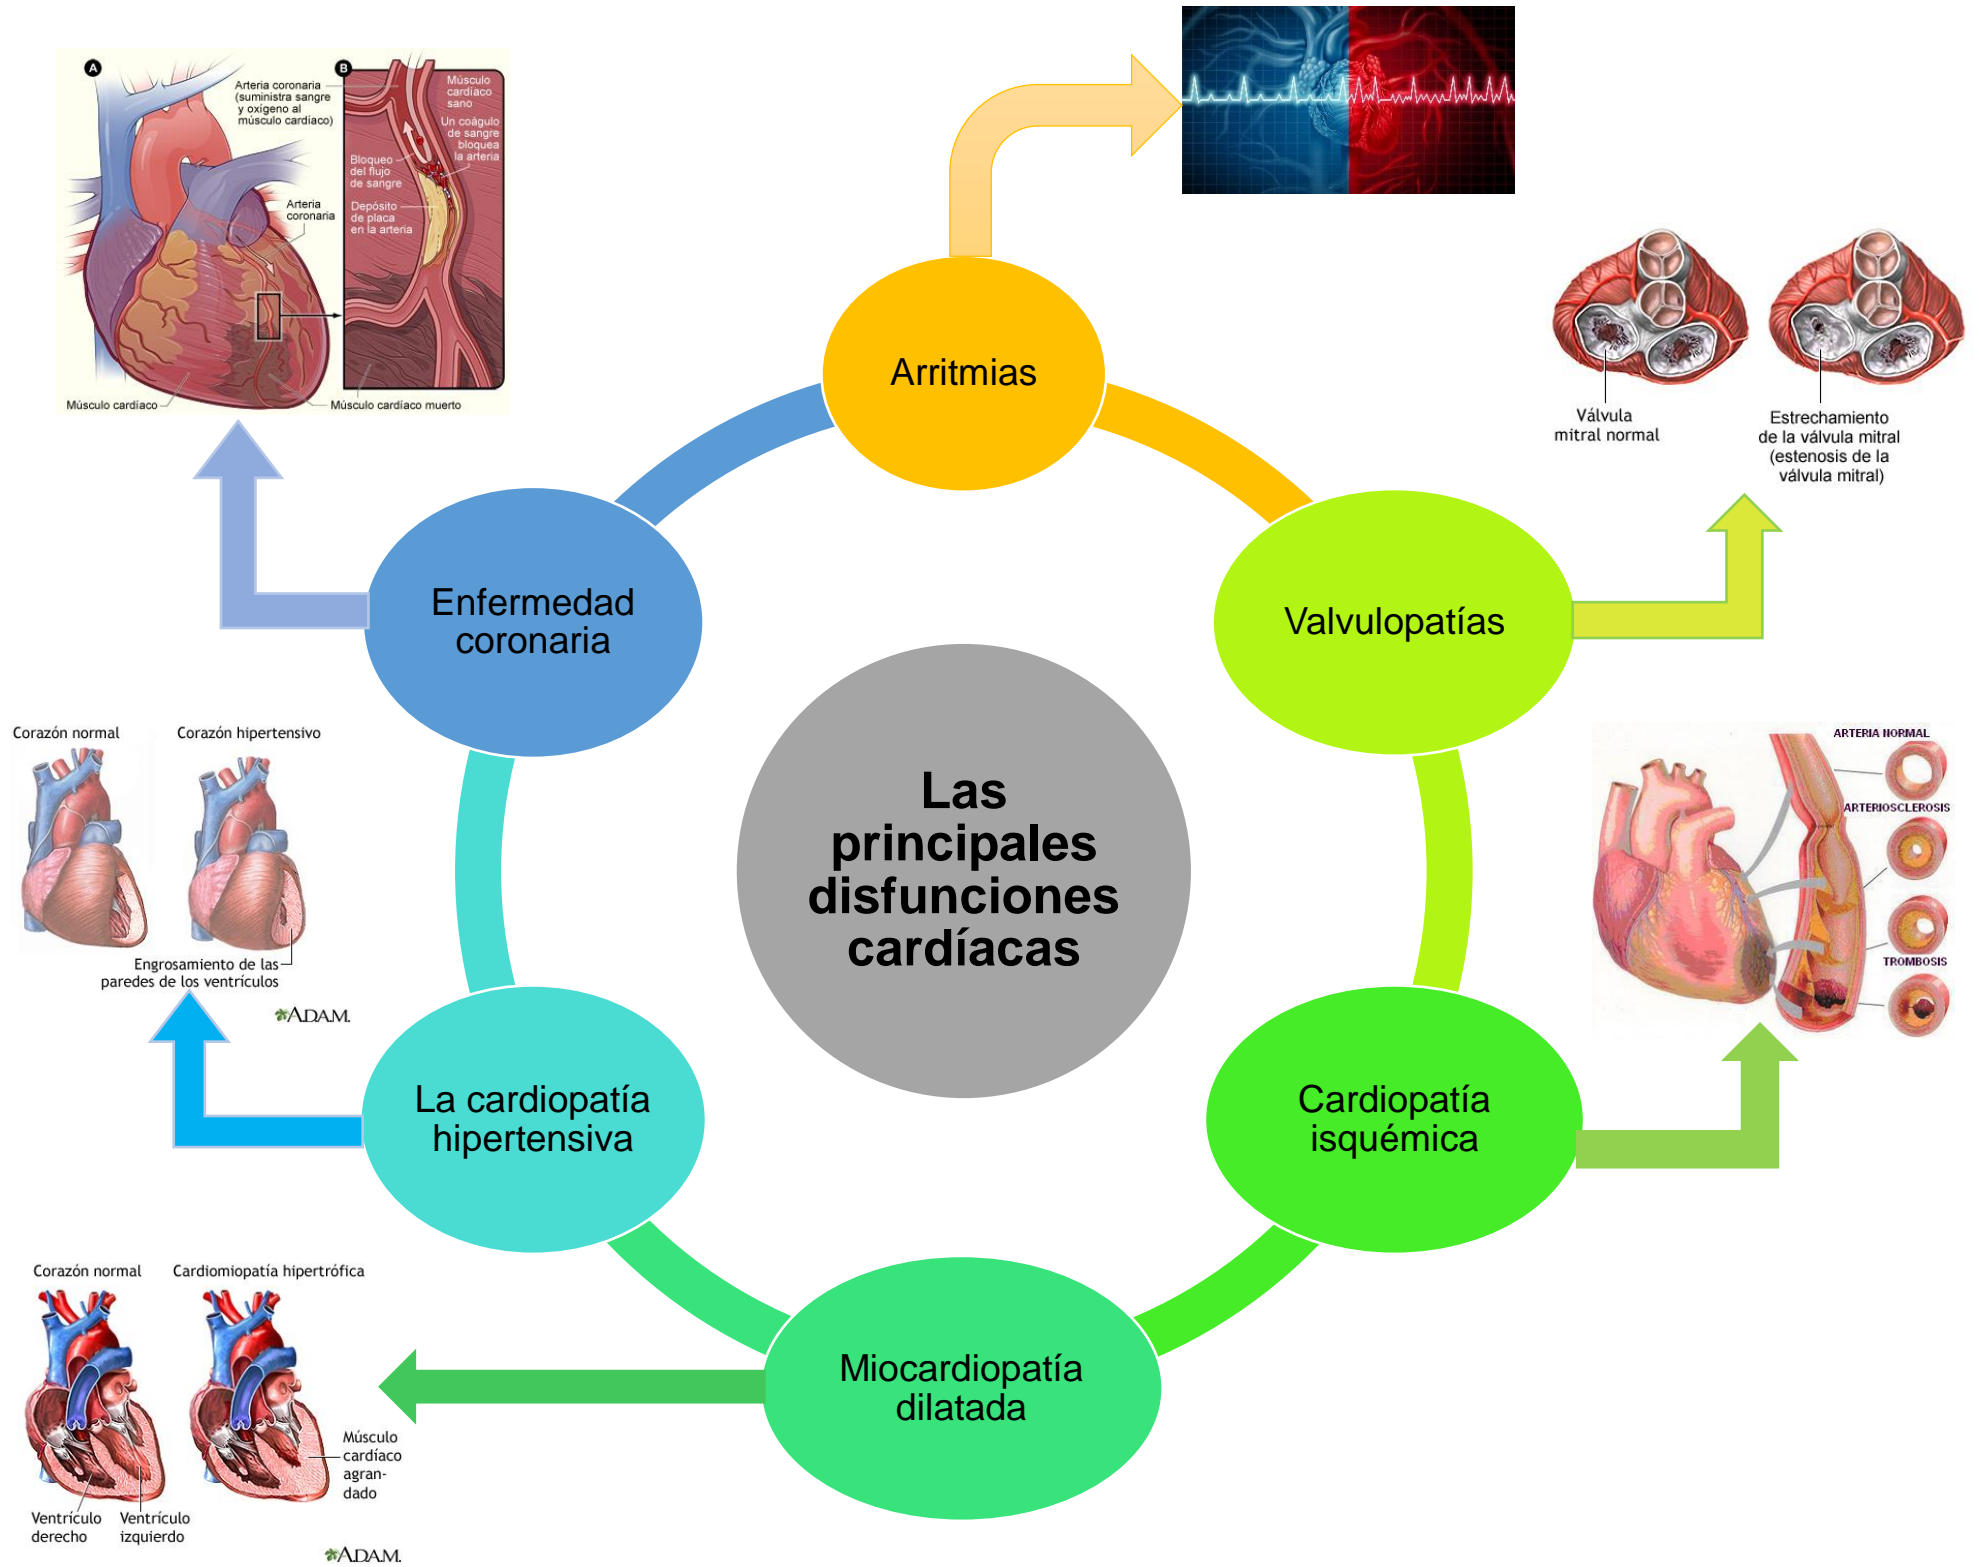 A
B
Arteria coronaria
(suministra sangre
y oxígeno al
músculo cardíaco)
Músculo
cardíaco
sano
Un coágulo
de sangre
bloquea
la arteria
Bloqueo
del flujo
de sangre
Depósito
de placa
en la arteria
Arteria
coronaria
Músculo cardíaco
Músculo cardíaco muerto
Arritmias
Válvula
mitral normal
Estrechamiento
de la válvula mitral
(estenosis de la
válvula mitral)
Enfermedad
coronaria
Valvulopatías
Las
principales
disfunciones
cardíacas
Corazón normal
Corazón hipertensivo
Engrosamiento de las
paredes de los ventrículos
A.D.A.M.
ARTERIA NORMAL
ARTERIOSCLEROSIS
TROMBOSIS
La cardiopatía
hipertensiva
Cardiopatía
isquémica
Miocardiopatía
dilatada
Corazón normal
Cardiomiopatía hipertrófica
Músculo
cardíaco
agran-
dado
Ventrículo
derecho
Ventrículo
izquierdo
A.D.A.M.